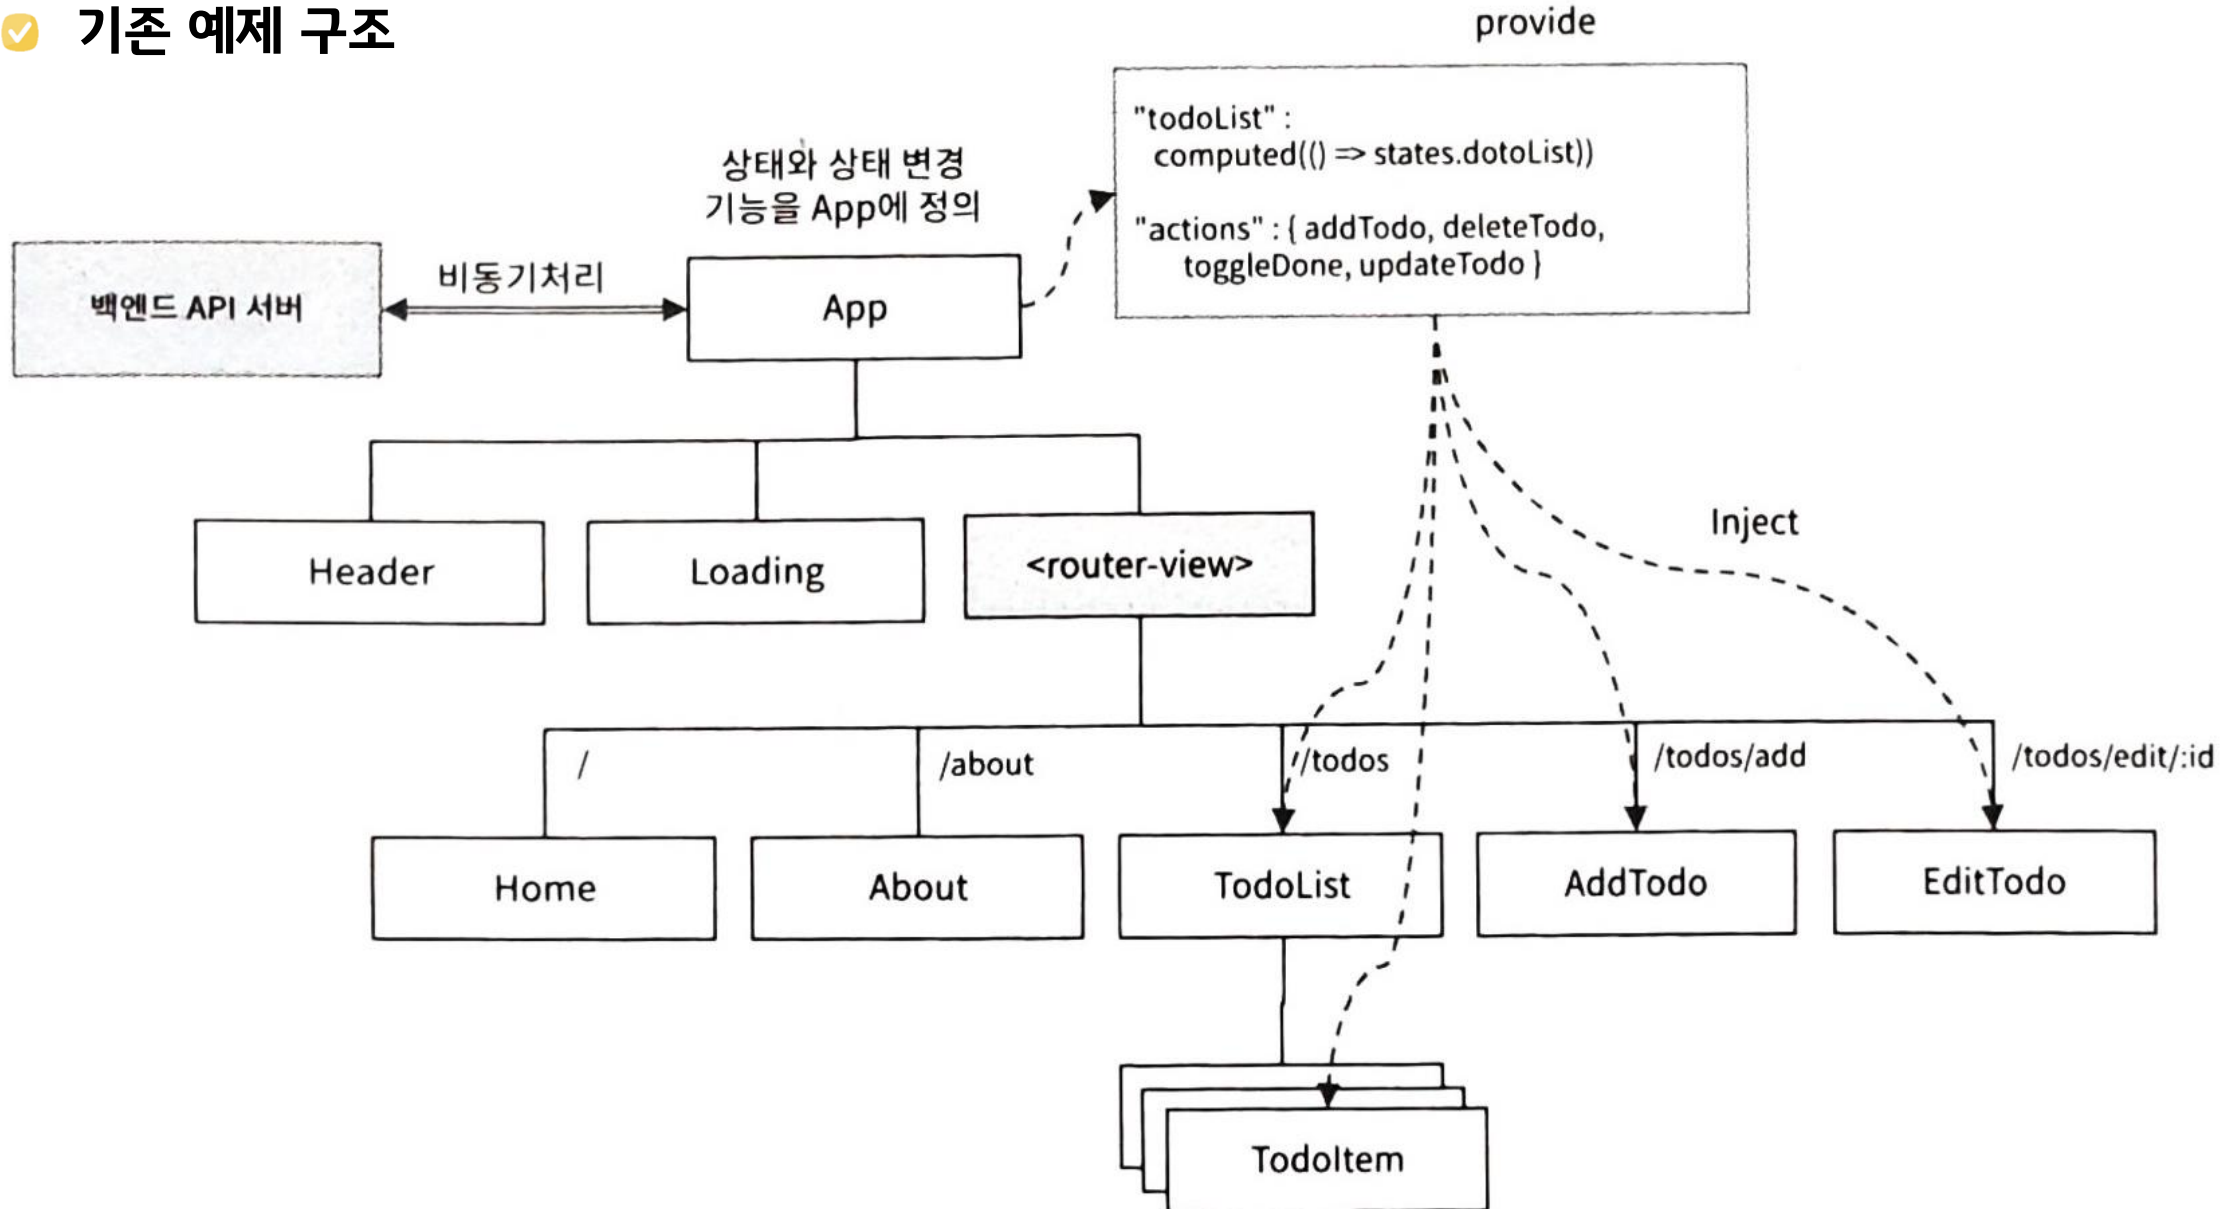 기존 예제 구조
provide
"todoList" :
computed(() => states.dotoList))
"actions" : { addTodo, deleteTodo,
toggleDone, updateTodo }
상태와 상태 변경
기능을 App에 정의
백엔드 API 서버
비동기처리
App
Inject
Header
Loading
<router-view>
/
/about
/todos
/todos/add
/todos/edit/:id
Home
About
TodoList
AddTodo
EditTodo
TodoItem